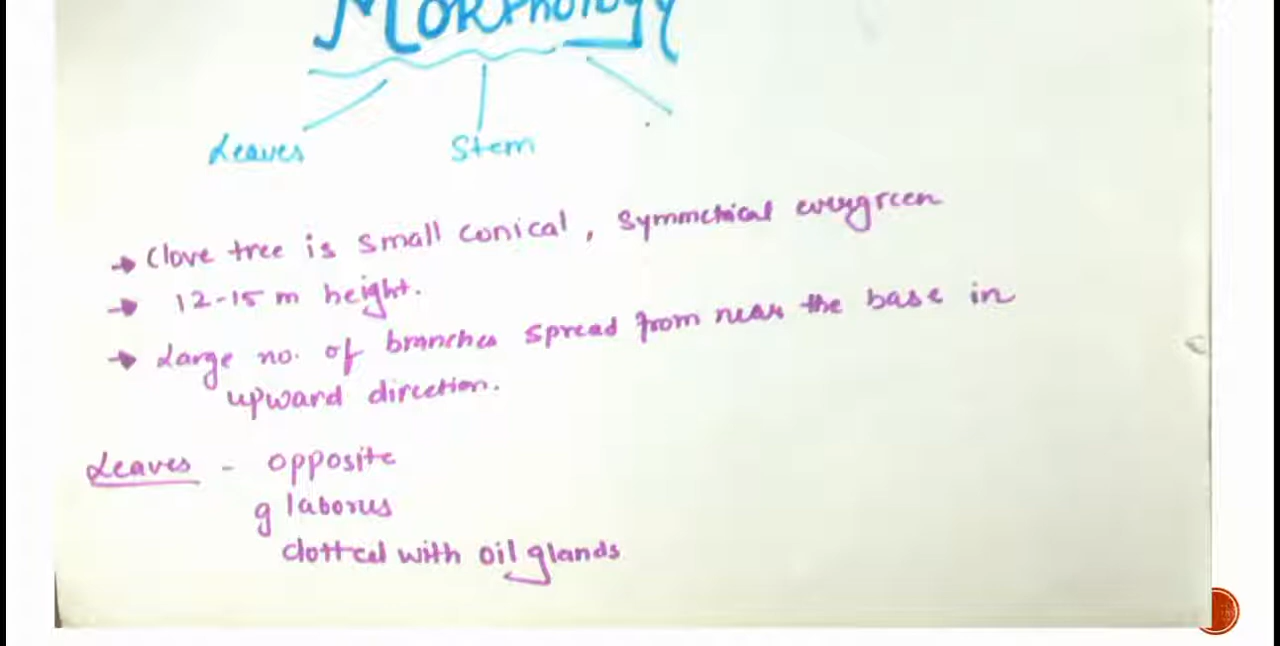 Morphology
Leaves Stem
→ Clove tree is small conical, symmetrical evergreen
→ 12-15 m height.
→ Large no. of branches spread from near the base in
upward direction.
Leaves - opposite
glaborus
dotted with oil glands